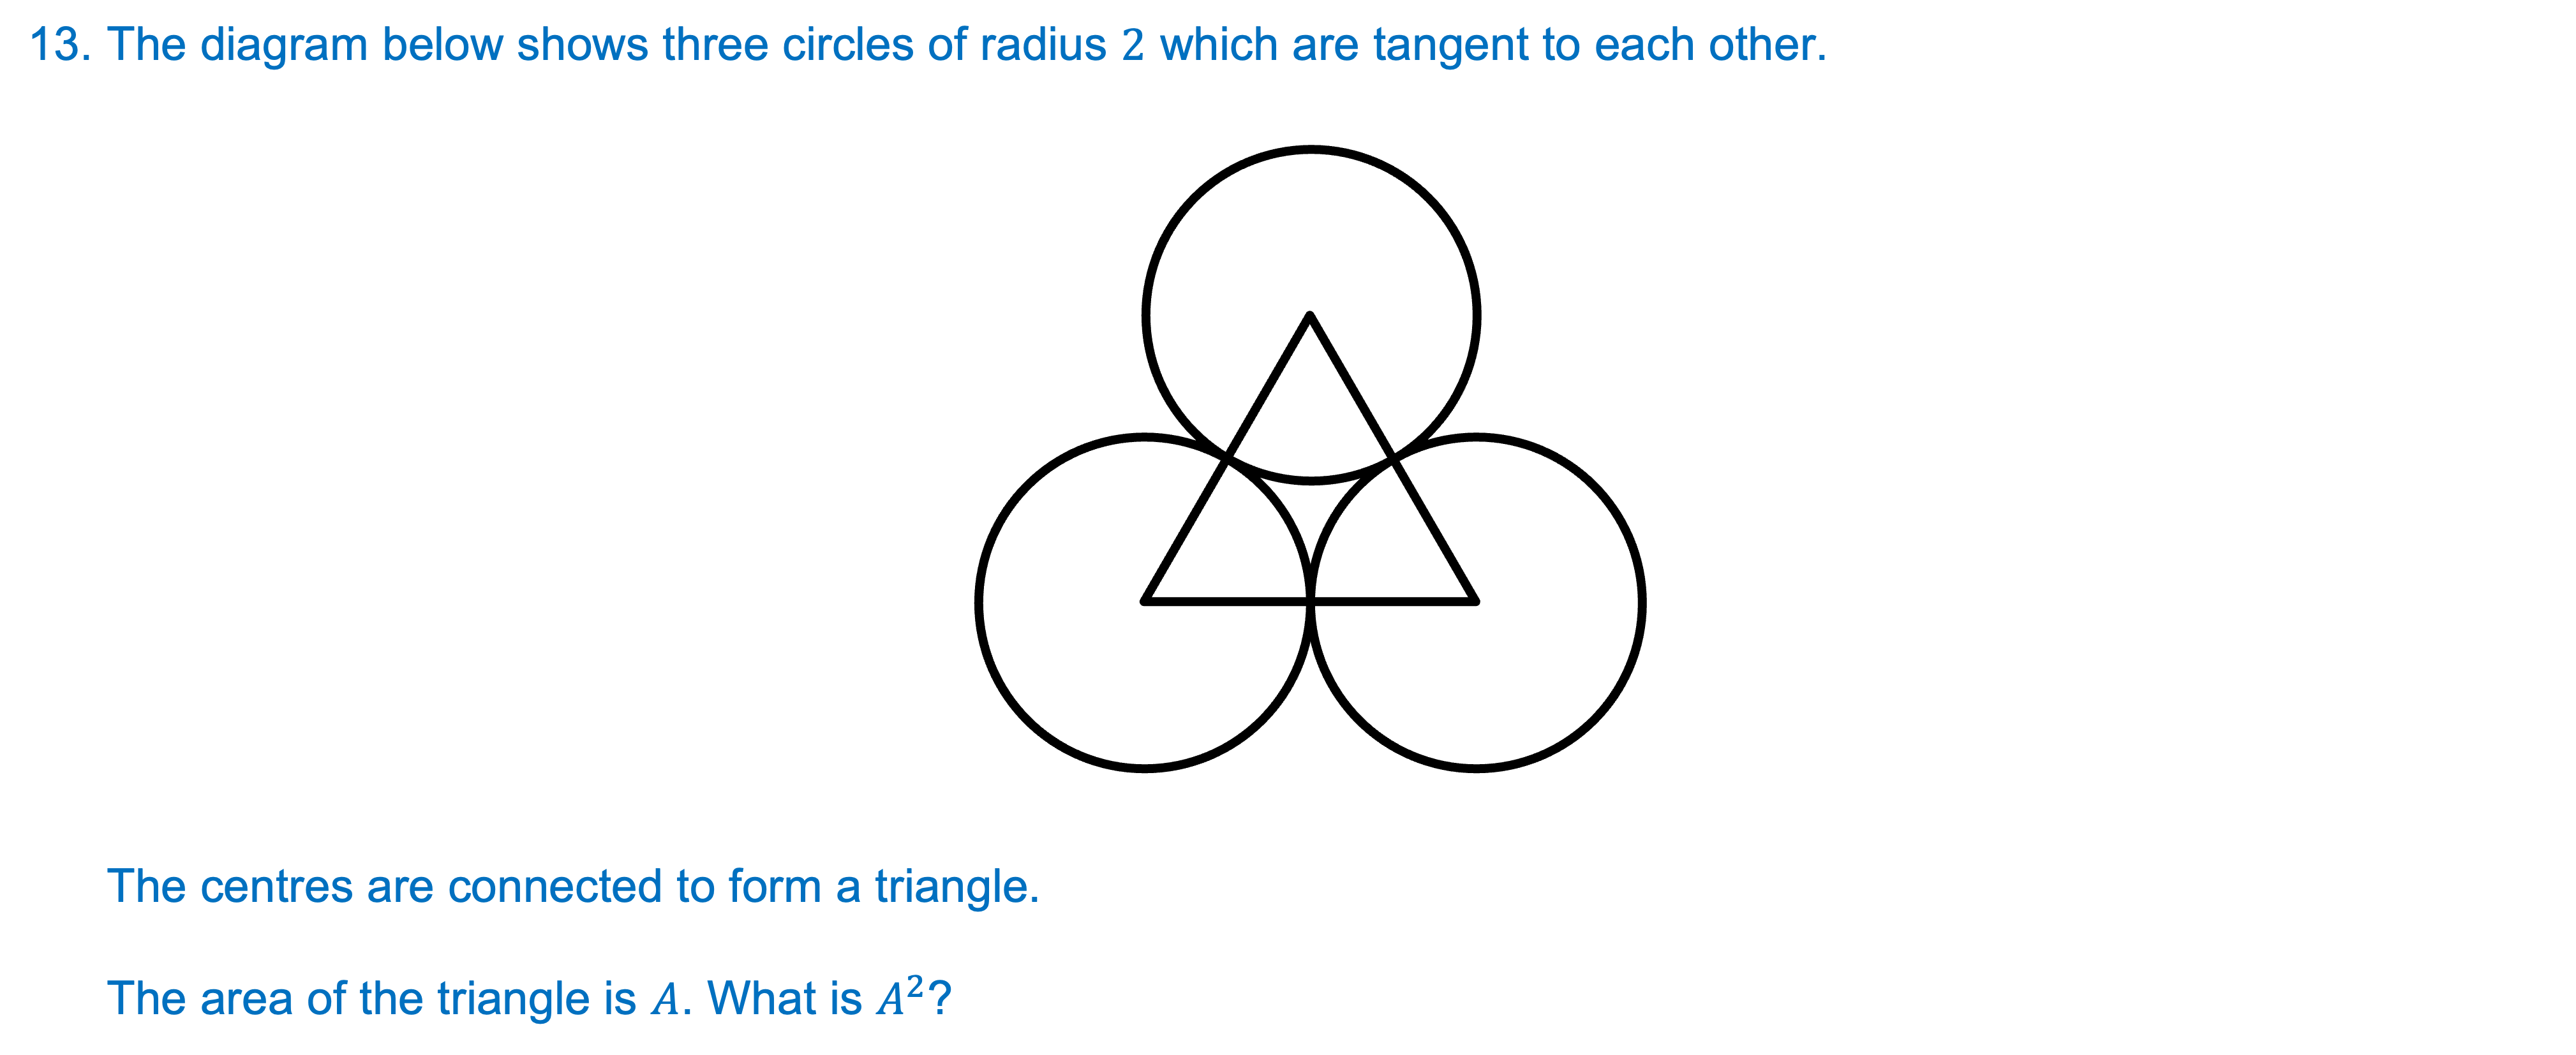 13. The diagram below shows three circles of radius 2 which are tangent to each other.
The centres are connected to form a triangle.
The area of the triangle is A. What is A²?